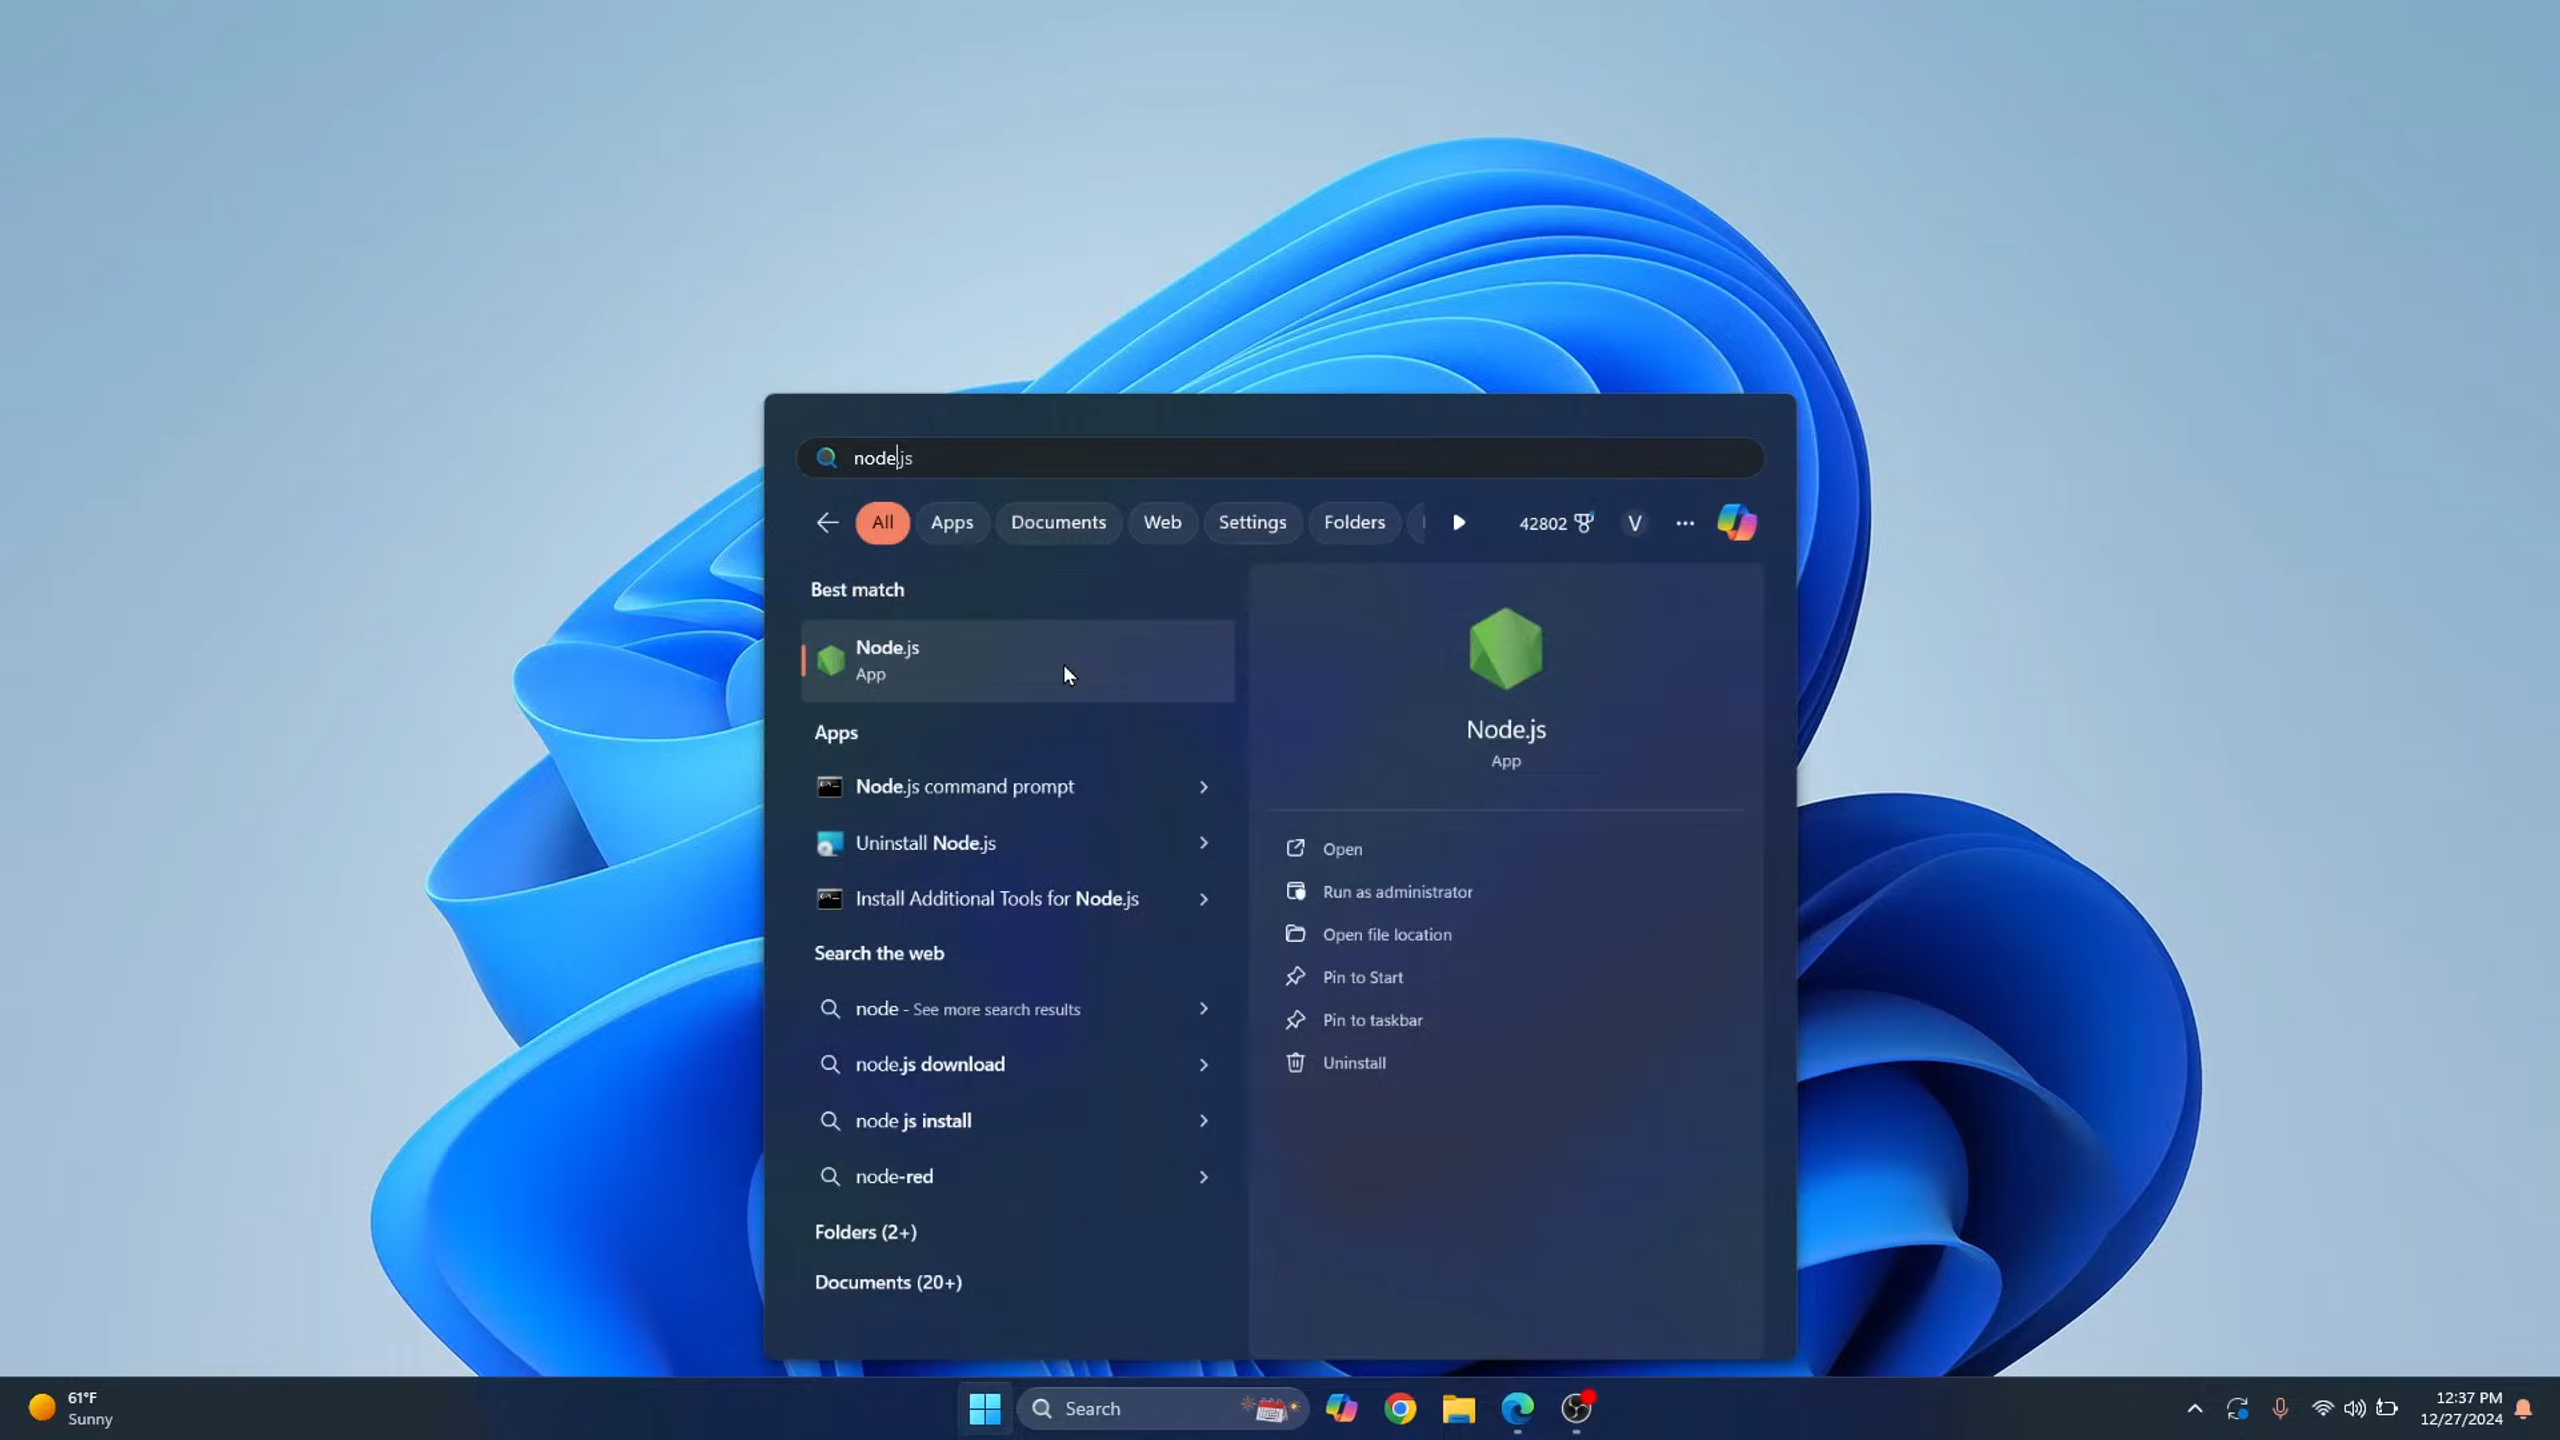 node.js
All
Apps
Documents
Web
Settings
Folders
42802
V
Best match
Node.js
App
Apps
Node.js command prompt
Uninstall Node.js
Install Additional Tools for Node.js
Search the web
node - See more search results
node.js download
node js install
node-red
Folders (2+)
Documents (20+)
Node.js
App
Open
Run as administrator
Open file location
Pin to Start
Pin to taskbar
Uninstall
61°F
Sunny
Search
12:37 PM
12/27/2024